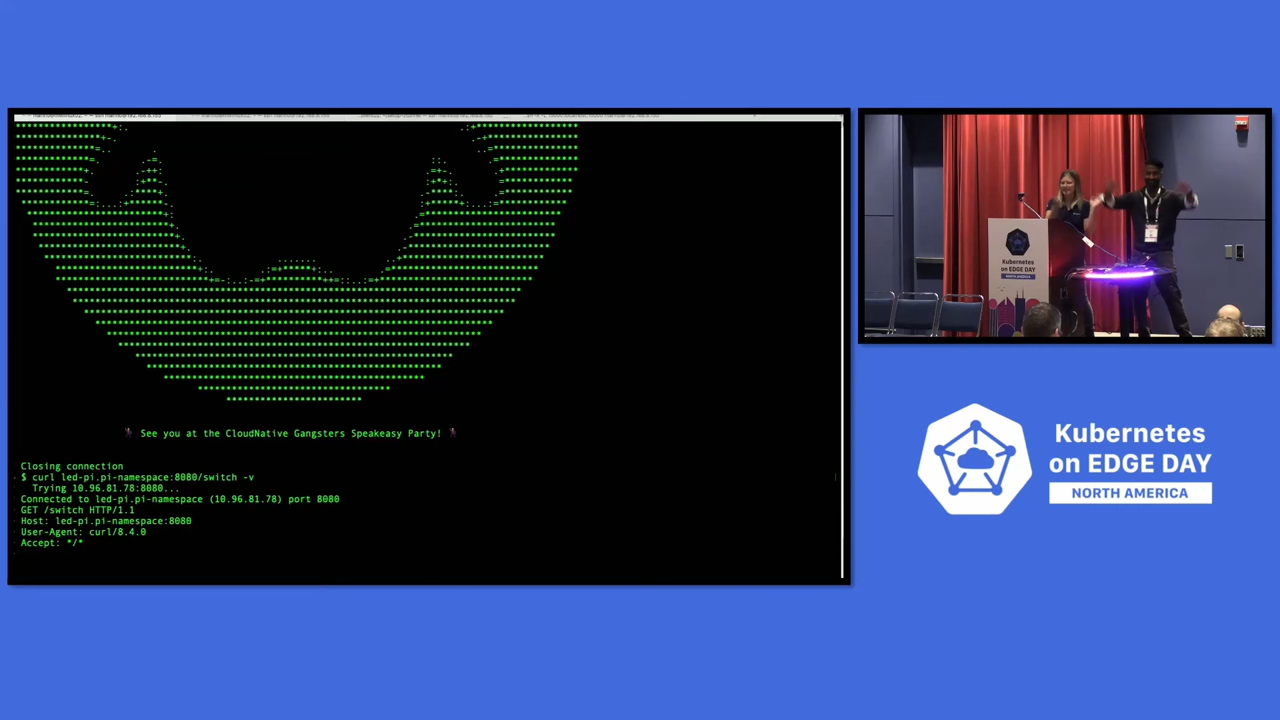 See you at the CloudNative Gangsters Speakeasy Party!
Closing connection
$ curl led-pi.pi-namespace:8080/switch -v
Trying 10.96.81.78:8080...
Connected to led-pi.pi-namespace (10.96.81.78) port 8080
GET /switch HTTP/1.1
Host: led-pi.pi-namespace:8080
User-Agent: curl/8.4.0
Accept: */*
Kubernetes
on EDGE DAY
NORTH AMERICA
Kubernetes
on EDGE DAY
NORTH AMERICA